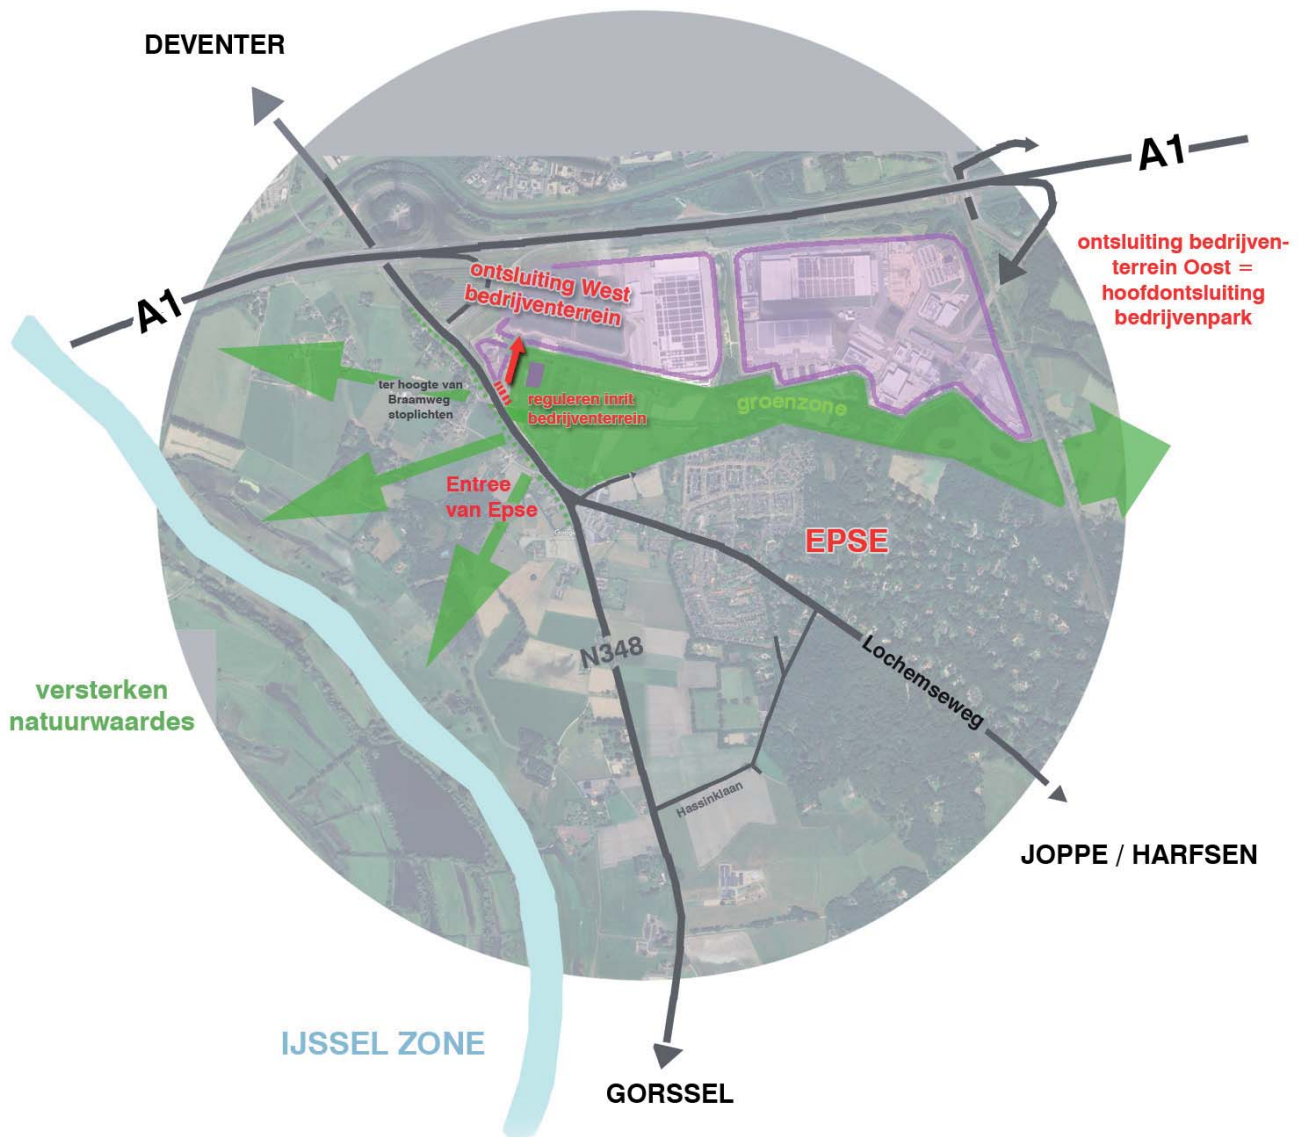 DEVENTER
A1
A1
ontsluiting bedrijven-
terrein Oost =
hoofdontsluiting
bedrijvenpark
ontsluiting West
bedrijventerrein
ter hoogte van
Braamweg
stoplichten
reguleren inrit
bedrijventerrein
groenzone
Entree
van Epse
EPSE
N348
Lochemseweg
versterken
natuurwaardes
Hassinklaan
JOPPE / HARFSEN
IJSSEL ZONE
GORSSEL